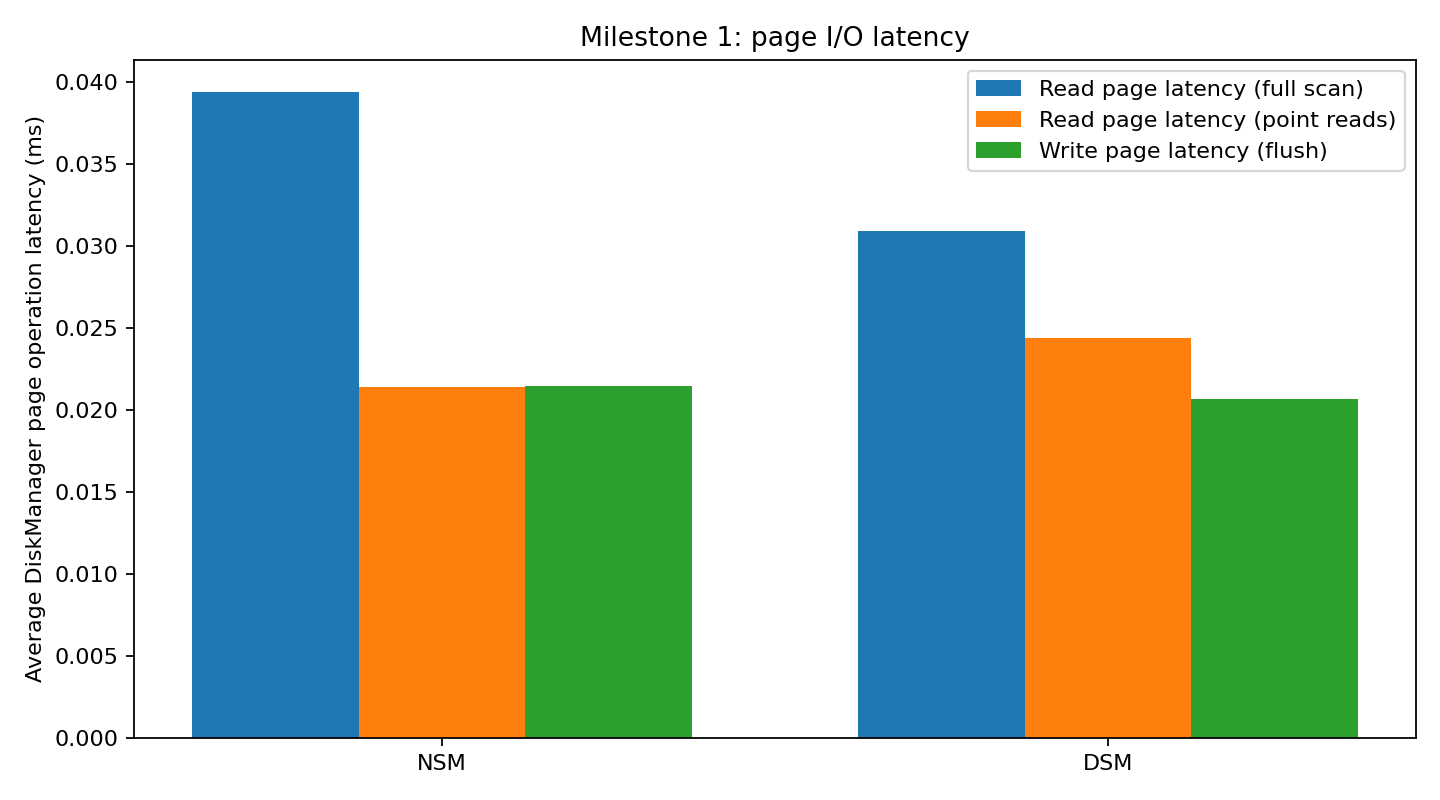 Milestone 1: page I/O latency
Average DiskManager page operation latency (ms)
0.040
0.035
0.030
0.025
0.020
0.015
0.010
0.005
0.000
Read page latency (full scan)
Read page latency (point reads)
Write page latency (flush)
NSM
DSM